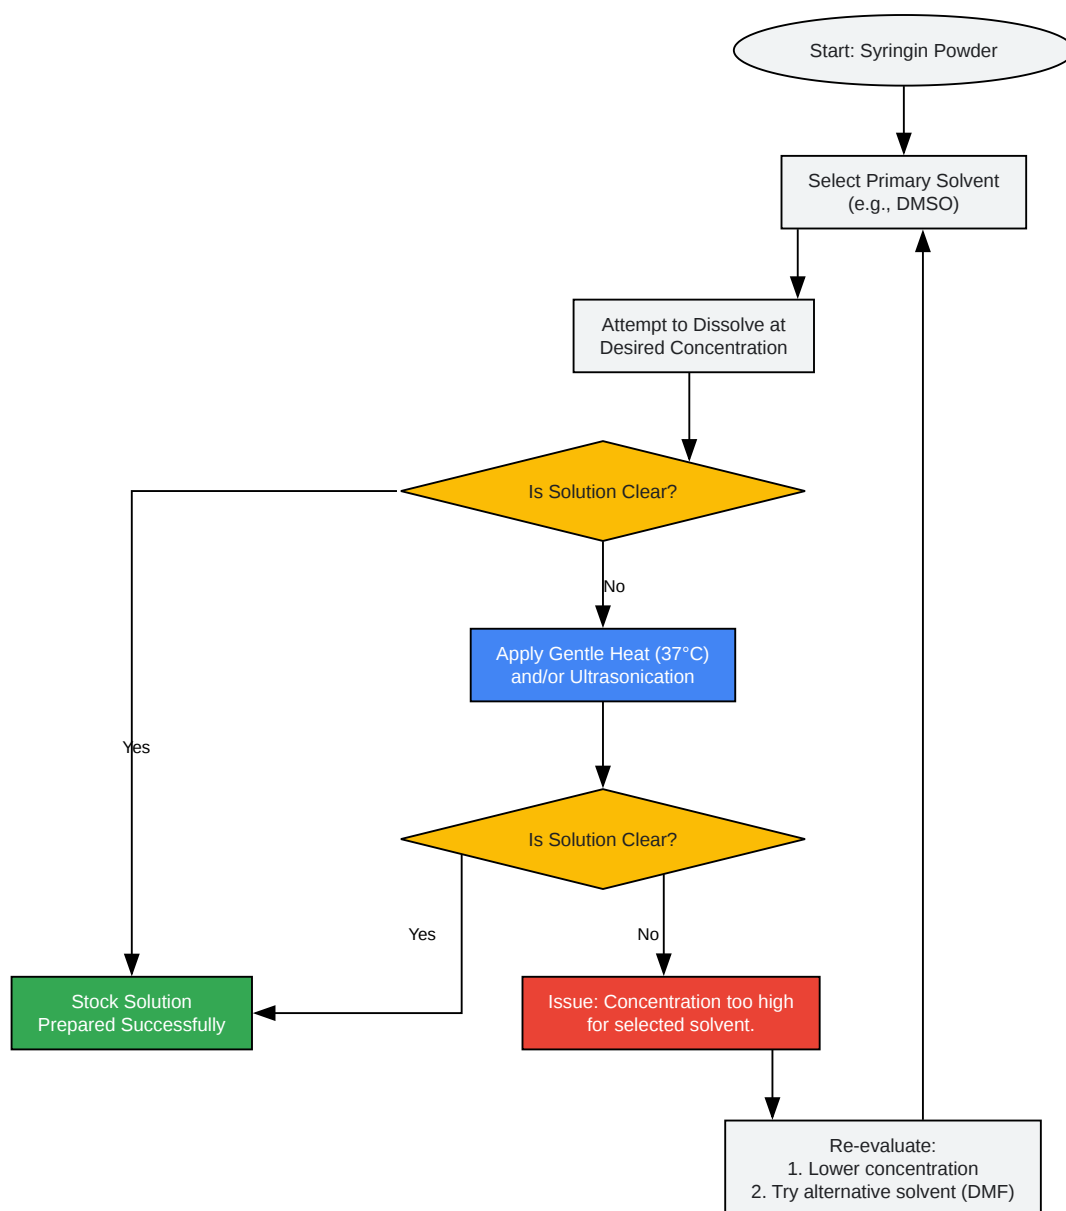 Start: Syringin Powder
Select Primary Solvent
(e.g., DMSO)
Attempt to Dissolve at
Desired Concentration
Is Solution Clear?
No
Apply Gentle Heat (37°C)
and/or Ultrasonication
Yes
Is Solution Clear?
Yes
No
Stock Solution
Prepared Successfully
Issue: Concentration too high
for selected solvent.
Re-evaluate:
1. Lower concentration
2. Try alternative solvent (DMF)